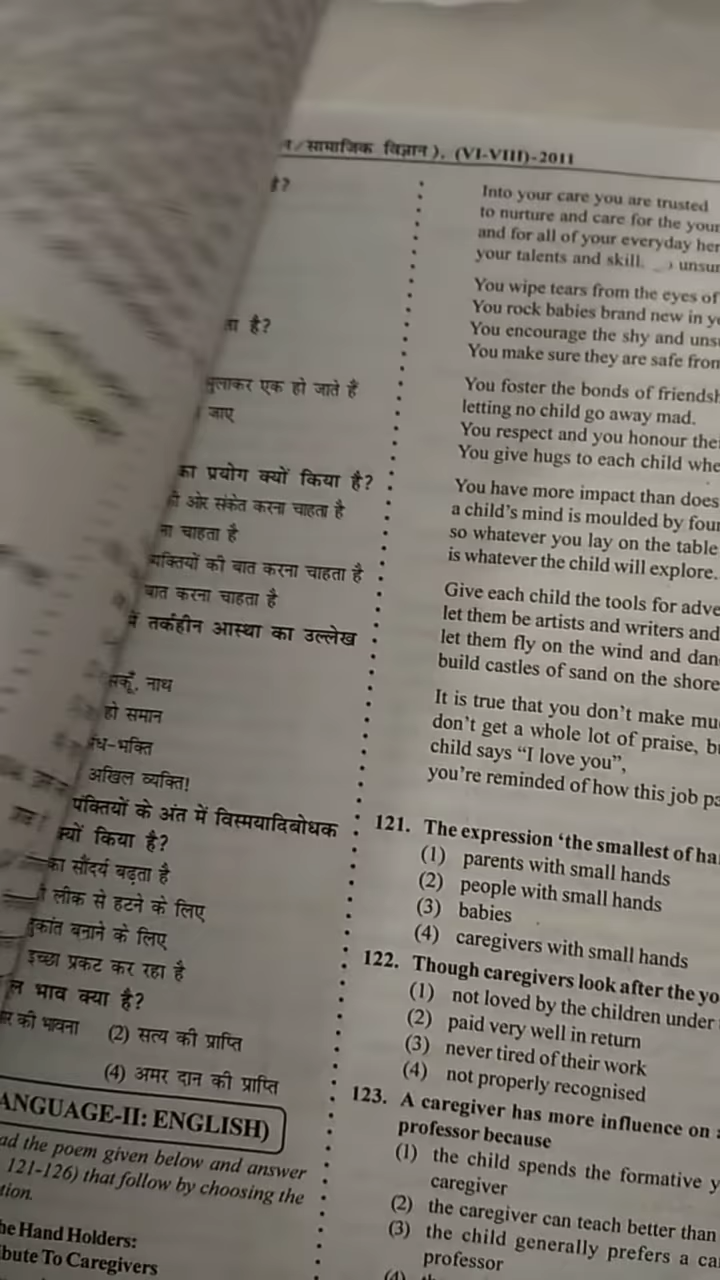 सामाजिक विज्ञान), (VI-VIII)-2011
है?
ता है?
एक हो जाते हैं
जाए
का प्रयोग क्यों किया है?
ओर संकेत करना चाहता है
ना चाहता है
व्यक्तियों की बात करना चाहता है
बात करना चाहता है
में तर्कहीन आस्था का उल्लेख
सकूँ, नाथ
हो समान
अंध-भक्ति
अखिल व्यक्ति!
पंक्तियों के अंत में विस्मयादिबोधक
क्यों किया है?
का सौंदर्य बढ़ता है
लीक से हटने के लिए
तुकांत बनाने के लिए
इच्छा प्रकट कर रहा है
भाव क्या है?
की भावना (2) सत्य की प्राप्ति
(4) अमर दान की प्राप्ति
ANGUAGE-II: ENGLISH)
ad the poem given below and answer
121-126) that follow by choosing the
tion.
he Hand Holders:
ibute To Caregivers
Into your care you are trusted
to nurture and care for the your
and for all of your everyday her
your talents and skill. unsur
You wipe tears from the eyes of
You rock babies brand new in
You encourage the shy and uns
You make sure they are safe from
You foster the bonds of friendsh
letting no child go away mad.
You respect and you honour the
You give hugs to each child whe
You have more impact than does
a child's mind is moulded by four
so whatever you lay on the table
is whatever the child will explore.
Give each child the tools for adve
let them be artists and writers and
let them fly on the wind and dan
build castles of sand on the shore
It is true that you don't make mu
don't get a whole lot of praise, bu
child says “I love you”,
you're reminded of how this job pa
121. The expression ‘the smallest of ha
(1) parents with small hands
(2) people with small hands
(3) babies
(4) caregivers with small hands
122. Though caregivers look after the yo
(1) not loved by the children under
(2) paid very well in return
(3) never tired of their work
(4) not properly recognised
123. A caregiver has more influence on a
professor because
(1) the child spends the formative y
caregiver
(2) the caregiver can teach better than
(3) the child generally prefers a ca
professor
(4)